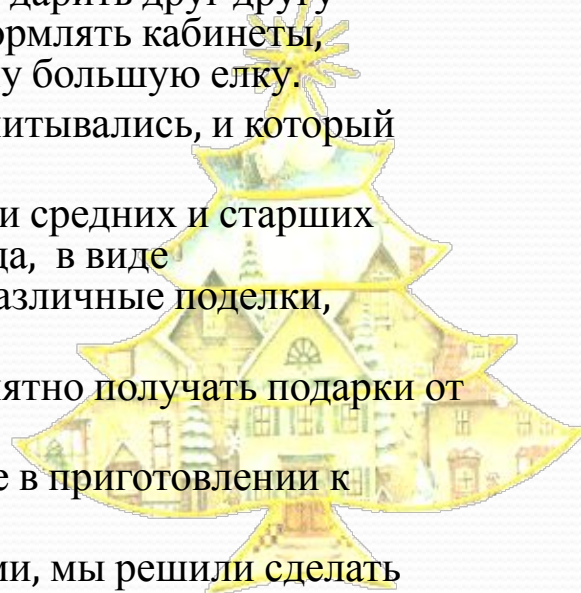 дарить друг другу
ормлять кабинеты,
у большую елку.
итывались, и который
и средних и старших
да, в виде
азличные поделки,
ятно получать подарки от
е в приготовлении к
ми, мы решили сделать